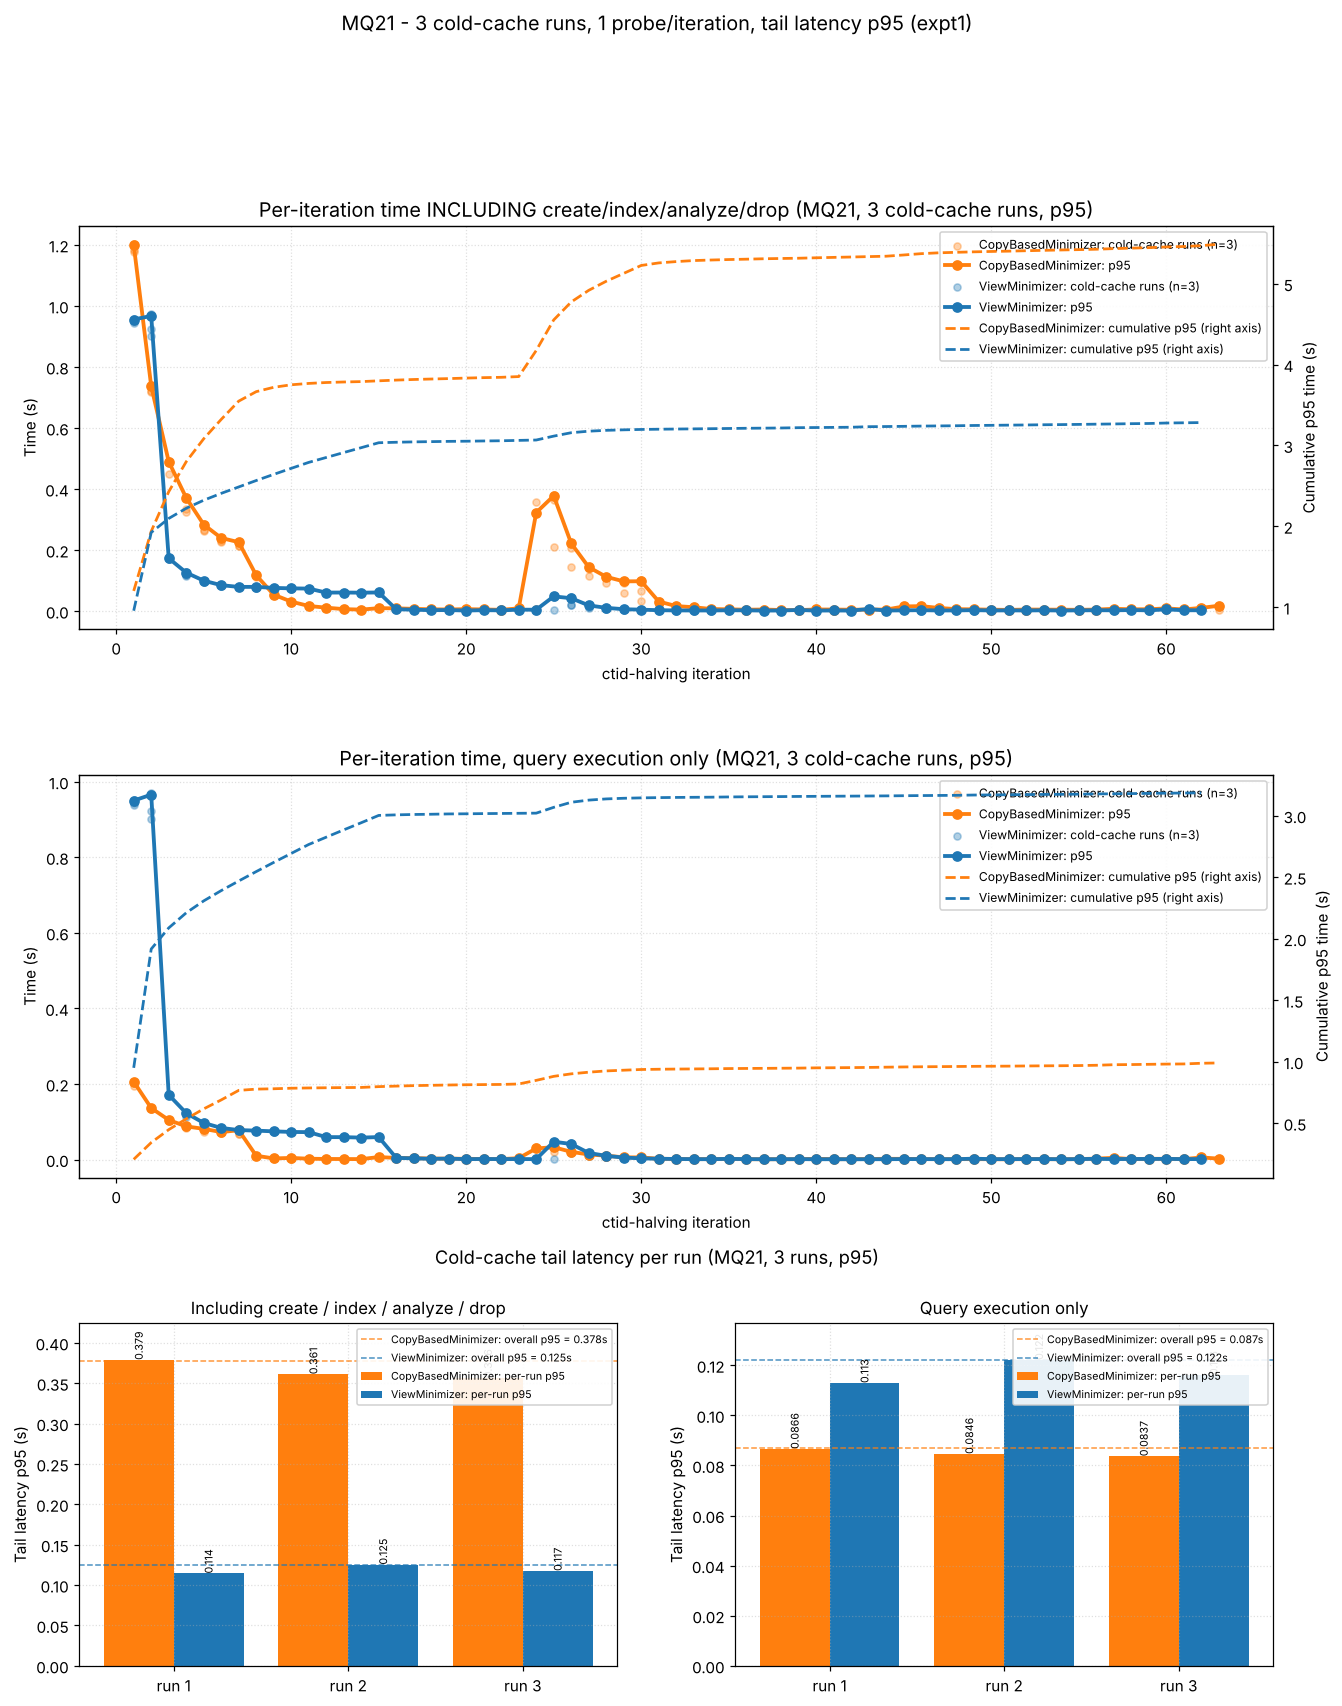 MQ21 - 3 cold-cache runs, 1 probe/iteration, tail latency p95 (expt1)
Per-iteration time INCLUDING create/index/analyze/drop (MQ21, 3 cold-cache runs, p95)
Time (s)
1.2
1.0
0.8
0.6
0.4
0.2
0.0
CopyBasedMinimizer: cold-cache runs (n=3)
CopyBasedMinimizer: p95
ViewMinimizer: cold-cache runs (n=3)
ViewMinimizer: p95
CopyBasedMinimizer: cumulative p95 (right axis)
ViewMinimizer: cumulative p95 (right axis)
5
4
3
2
1
Cumulative p95 time (s)
0 10 20 30 40 50 60
ctid-halving iteration
Per-iteration time, query execution only (MQ21, 3 cold-cache runs, p95)
Time (s)
1.0
0.8
0.6
0.4
0.2
0.0
CopyBasedMinimizer: cold-cache runs (n=3)
CopyBasedMinimizer: p95
ViewMinimizer: cold-cache runs (n=3)
ViewMinimizer: p95
CopyBasedMinimizer: cumulative p95 (right axis)
ViewMinimizer: cumulative p95 (right axis)
3.0
2.5
2.0
1.5
1.0
0.5
Cumulative p95 time (s)
0 10 20 30 40 50 60
ctid-halving iteration
Cold-cache tail latency per run (MQ21, 3 runs, p95)
Including create / index / analyze / drop
Tail latency p95 (s)
0.40
0.35
0.30
0.25
0.20
0.15
0.10
0.05
0.00
CopyBasedMinimizer: overall p95 = 0.378s
ViewMinimizer: overall p95 = 0.125s
CopyBasedMinimizer: per-run p95
ViewMinimizer: per-run p95
0.379
0.361
0.114
0.125
0.117
run 1 run 2 run 3
Query execution only
Tail latency p95 (s)
0.12
0.10
0.08
0.06
0.04
0.02
0.00
CopyBasedMinimizer: overall p95 = 0.087s
ViewMinimizer: overall p95 = 0.122s
CopyBasedMinimizer: per-run p95
ViewMinimizer: per-run p95
0.0866
0.113
0.0846
0.0837
run 1 run 2 run 3